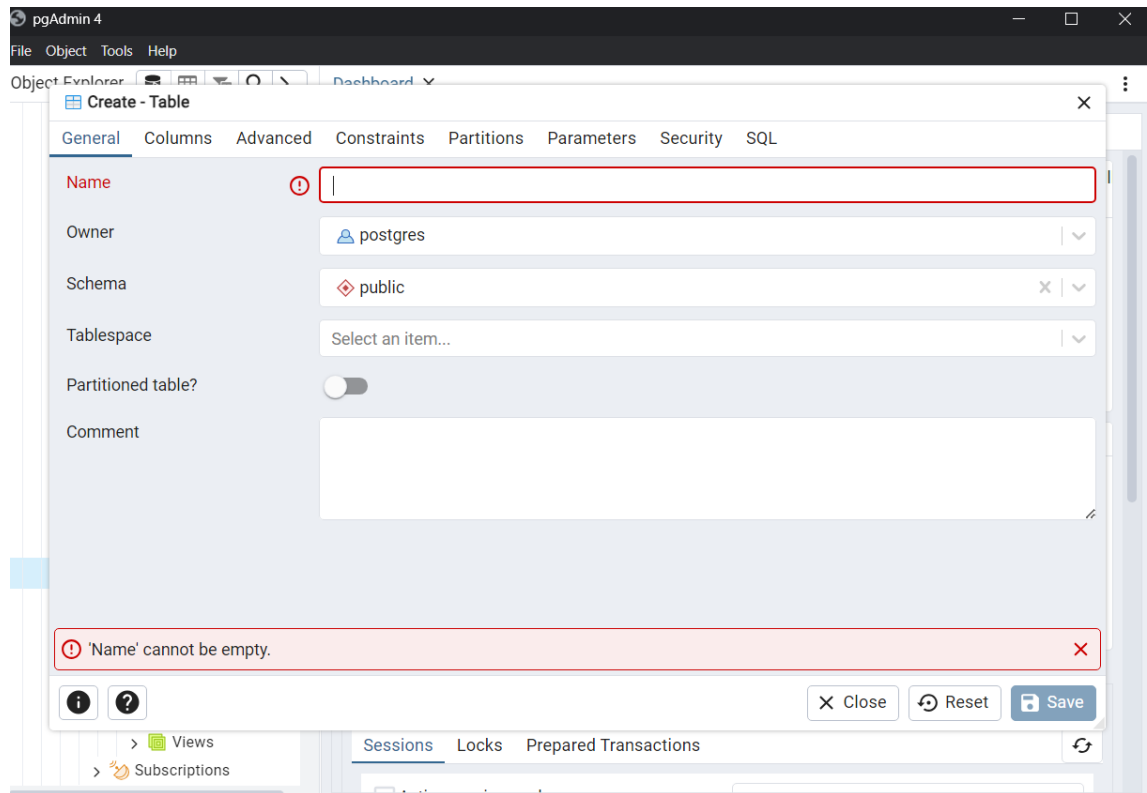 pgAdmin 4
File Object Tools Help
Object Explorer
Dashboard
Create - Table
General Columns Advanced Constraints Partitions Parameters Security SQL
Name
Owner
postgres
Schema
public
Tablespace
Select an item...
Partitioned table?
Comment
'Name' cannot be empty.
Close Reset Save
Views
Subscriptions
Sessions Locks Prepared Transactions